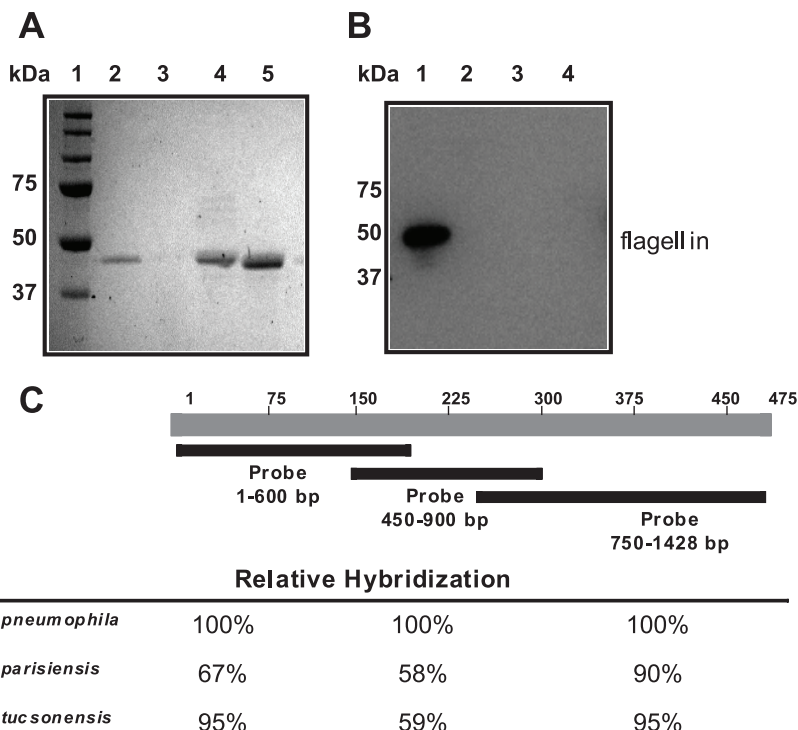 A
kDa 1 2 3 4 5
75
50
37
B
kDa 1 2 3 4
75
50
37
flagellin
C
1 75 150 225 300 375 450 475
Probe
1-600 bp
Probe
450-900 bp
Probe
750-1428 bp
Relative Hybridization
pneumophila 100% 100% 100%
parisiensis 67% 58% 90%
tucsonensis 95% 59% 95%